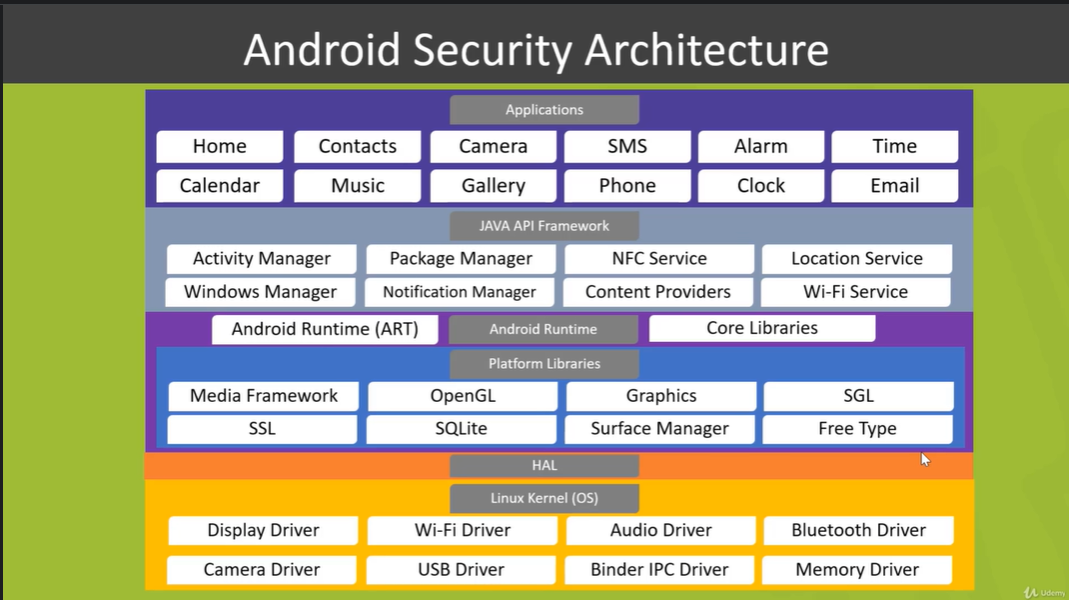 Android Security Architecture
Applications
Home Contacts Camera SMS Alarm Time
Calendar Music Gallery Phone Clock Email
JAVA API Framework
Activity Manager Package Manager NFC Service Location Service
Windows Manager Notification Manager Content Providers Wi-Fi Service
Android Runtime (ART) Android Runtime Core Libraries
Platform Libraries
Media Framework OpenGL Graphics SGL
SSL SQLite Surface Manager Free Type
HAL
Linux Kernel (OS)
Display Driver Wi-Fi Driver Audio Driver Bluetooth Driver
Camera Driver USB Driver Binder IPC Driver Memory Driver
Udemy